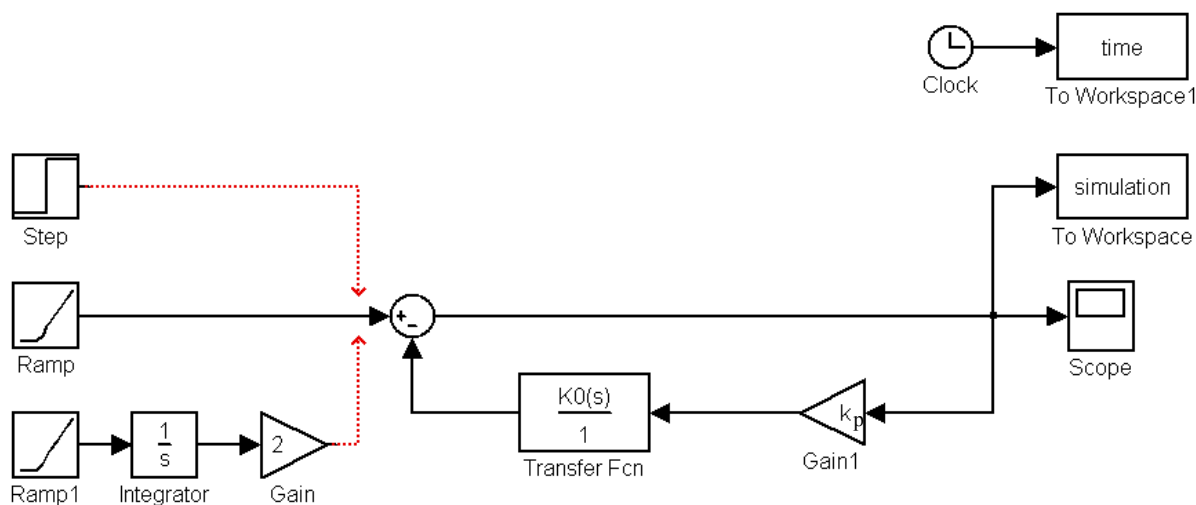 time
Clock
To Workspace1
simulation
Step
To Workspace
+
-
Ramp
Scope
K0(s)
1
kp
1
s
2
Transfer Fcn
Gain1
Ramp1
Integrator
Gain